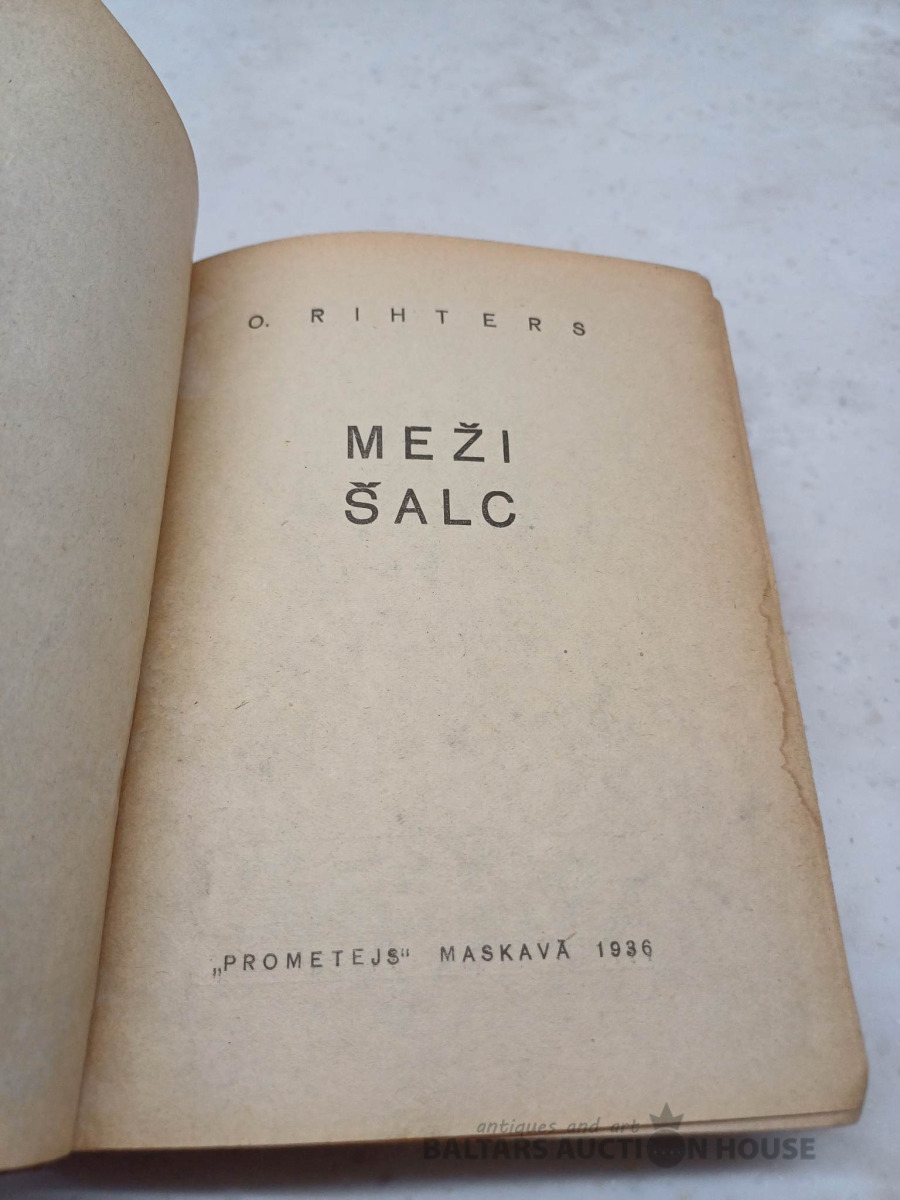 O. RIHTERS
MEŽI
ŠALC
„PROMETEJS“ MASKAVĀ 1936
antiques and art
BALTARS AUCTION HOUSE